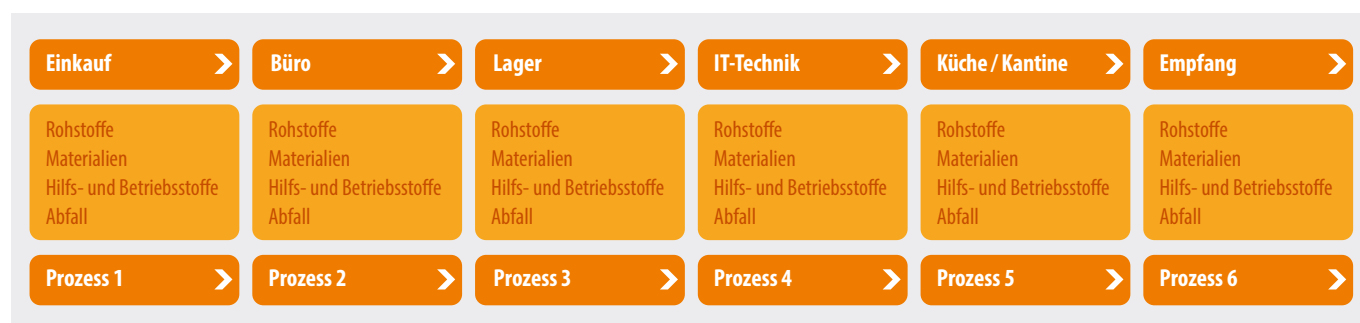 Einkauf
Büro
Lager
IT-Technik
Küche / Kantine
Empfang
Rohstoffe
Materialien
Hilfs- und Betriebsstoffe
Abfall
Rohstoffe
Materialien
Hilfs- und Betriebsstoffe
Abfall
Rohstoffe
Materialien
Hilfs- und Betriebsstoffe
Abfall
Rohstoffe
Materialien
Hilfs- und Betriebsstoffe
Abfall
Rohstoffe
Materialien
Hilfs- und Betriebsstoffe
Abfall
Rohstoffe
Materialien
Hilfs- und Betriebsstoffe
Abfall
Prozess 1
Prozess 2
Prozess 3
Prozess 4
Prozess 5
Prozess 6